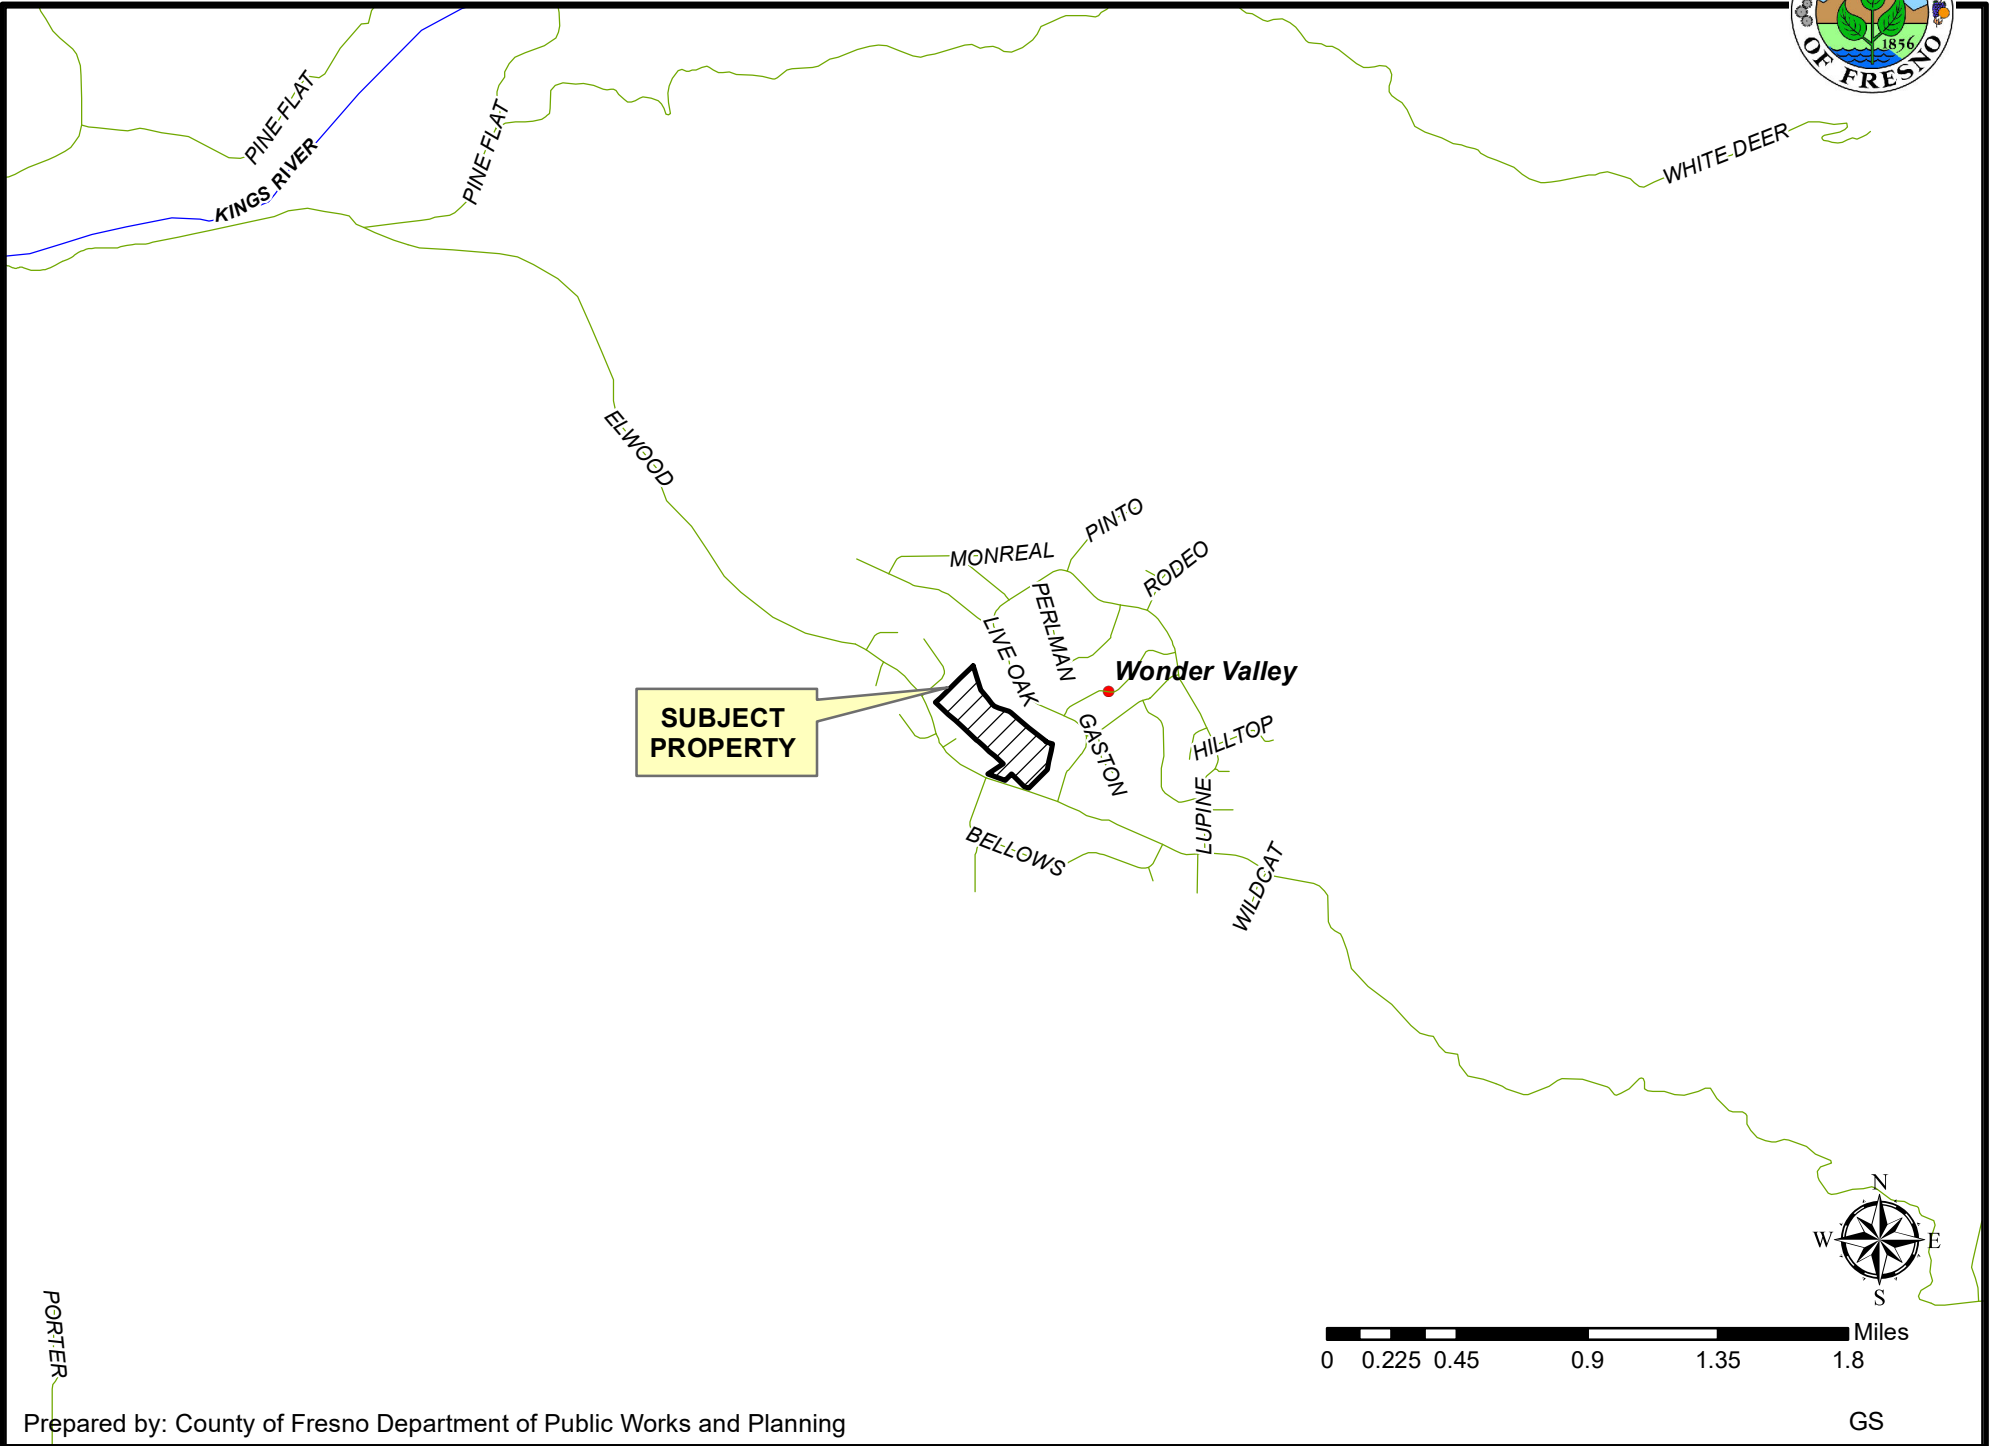 1856
OF FRESNO
PINE FLAT
PINE FLAT
KINGS RIVER
WHITE DEER
ELWOOD
PINTO
MONREAL
RODEO
PERLMAN
LIVE OAK
Wonder Valley
SUBJECT
PROPERTY
GASTON
HILLTOP
LUPINE
BELLOWS
WILDCAT
N
W
E
S
PORTER
Miles
0 0.225 0.45 0.9 1.35 1.8
Prepared by: County of Fresno Department of Public Works and Planning
GS